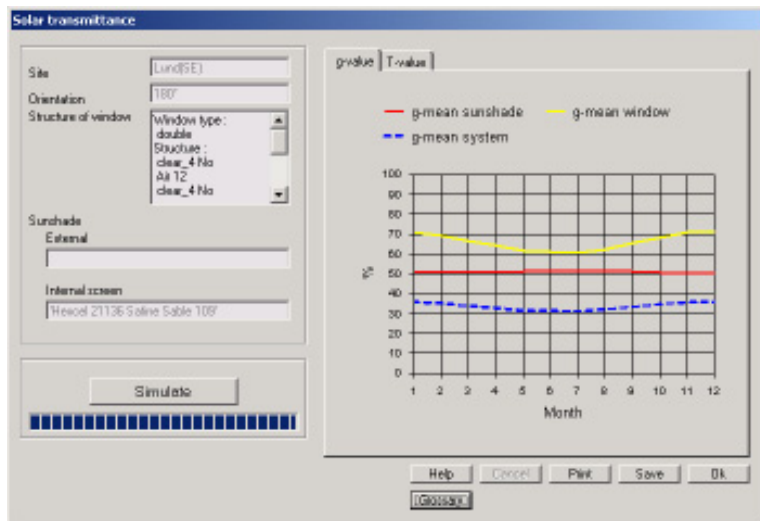 Solar transmittance
Site
Lund(SE)
Orientation
180°
Structure of window
Window type :
double
Structure :
clear_4 No
Air 12
clear_4 No
Sunshade
External
Internal screen
'Hexcel 21136 Satine Sable 109'
Simulate
g-value
T-value
g-mean sunshade
g-mean window
g-mean system
100
90
80
70
60
50
40
30
20
10
0
%
1 2 3 4 5 6 7 8 9 10 11 12
Month
Help
Cancel
Print
Save
Ok
Glossary